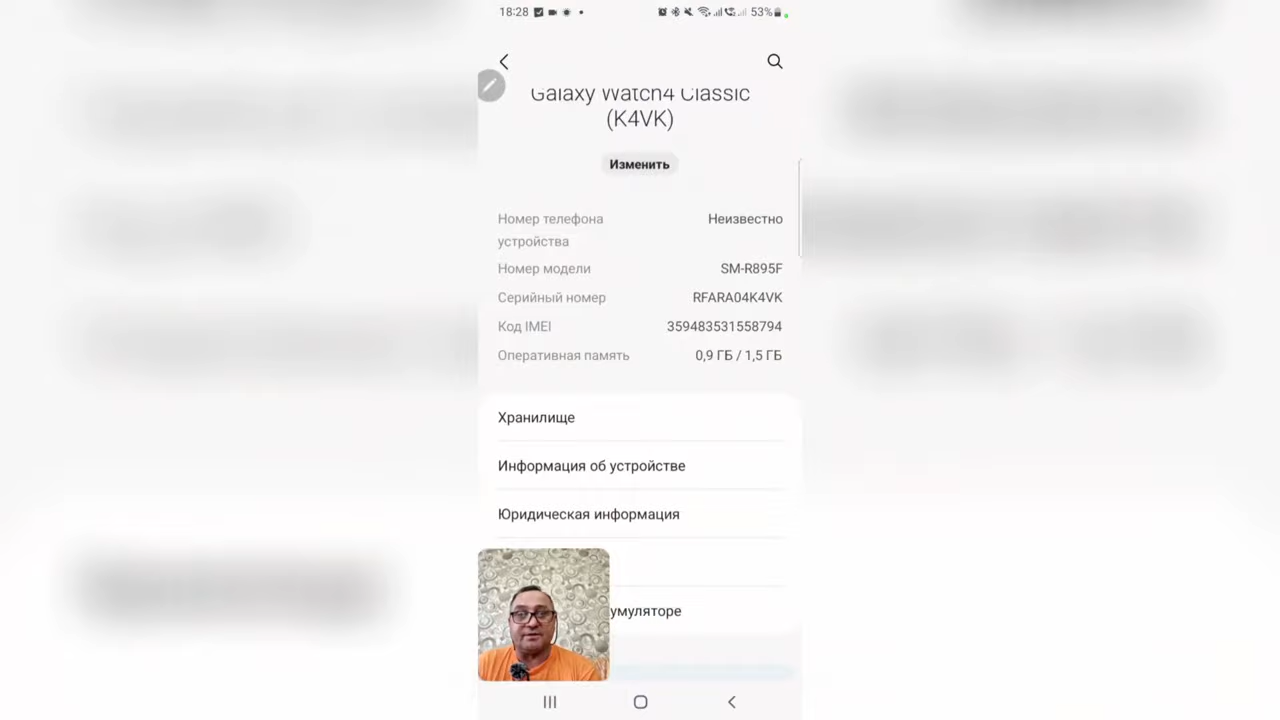 18:28
53%
Galaxy Watch4 Classic
(K4VK)
Изменить
Номер телефона
устройства
Неизвестно
Номер модели
SM-R895F
Серийный номер
RFARA04K4VK
Код IMEI
359483531558794
Оперативная память
0,9 ГБ / 1,5 ГБ
Хранилище
Информация об устройстве
Юридическая информация
умуляторе